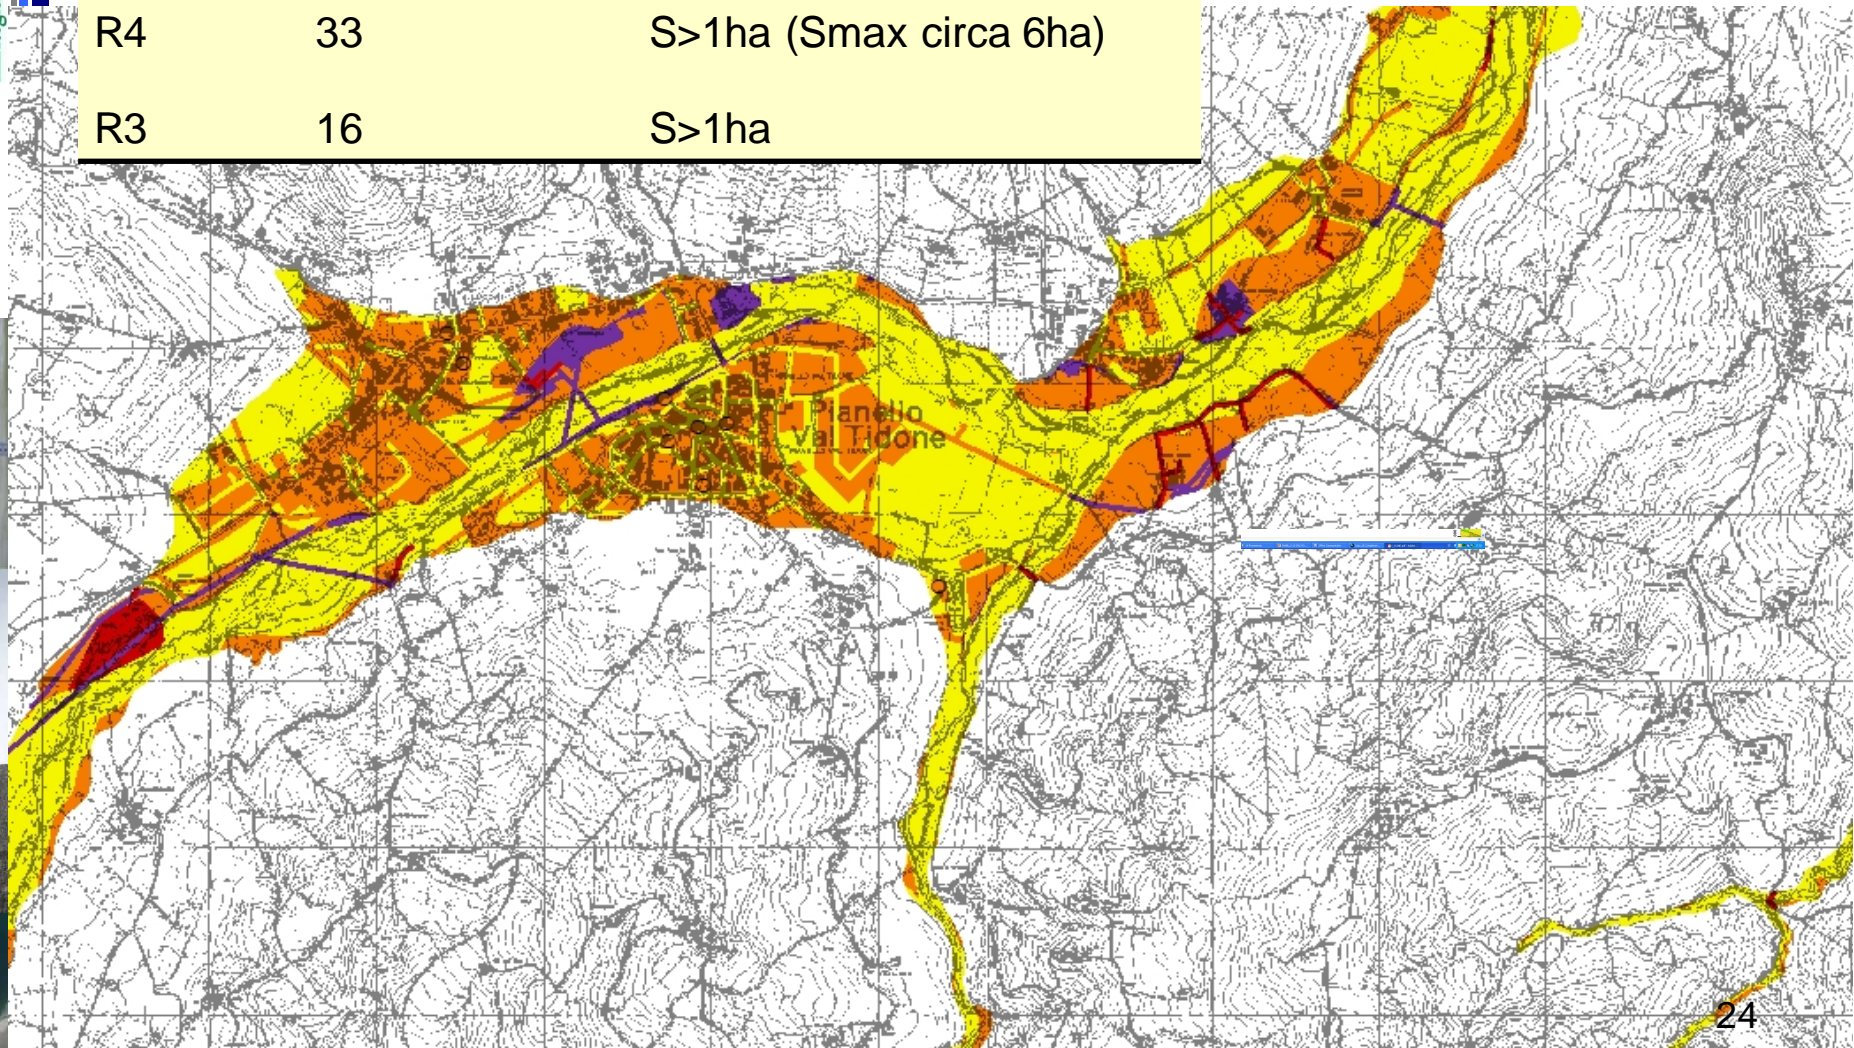 R4 33 S>1ha (Smax circa 6ha)
R3 16 S>1ha
Pianello
Val Tidone
24